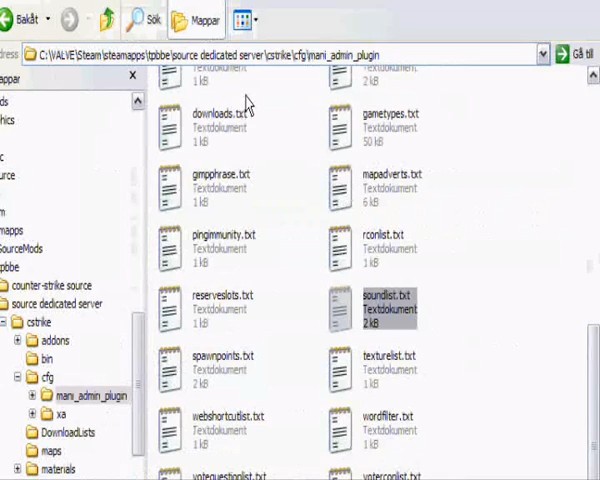 Bakåt
Sök
Mappar
dress
C:\VALVE\Steam\steamapps\tpbbe\source dedicated server\cstrike\cfg\mani_admin_plugin
Gå till
appar
Textdokument
1 kB
Textdokument
1 kB
downloads.txt
Textdokument
1 kB
gametypes.txt
Textdokument
50 kB
gmpphrase.txt
Textdokument
1 kB
mapadverts.txt
Textdokument
6 kB
pingimmunity.txt
Textdokument
1 kB
rconlist.txt
Textdokument
1 kB
reserveslots.txt
Textdokument
1 kB
soundlist.txt
Textdokument
2 kB
spawnpoints.txt
Textdokument
2 kB
texturelist.txt
Textdokument
1 kB
webshortcutlist.txt
Textdokument
1 kB
wordfilter.txt
Textdokument
1 kB
votequestionlist.txt
voterconlist.txt
ds
hics
c
urce
m
mapps
SourceMods
pbbe
counter-strike source
source dedicated server
cstrike
addons
bin
cfg
mani_admin_plugin
xa
DownloadLists
maps
materials